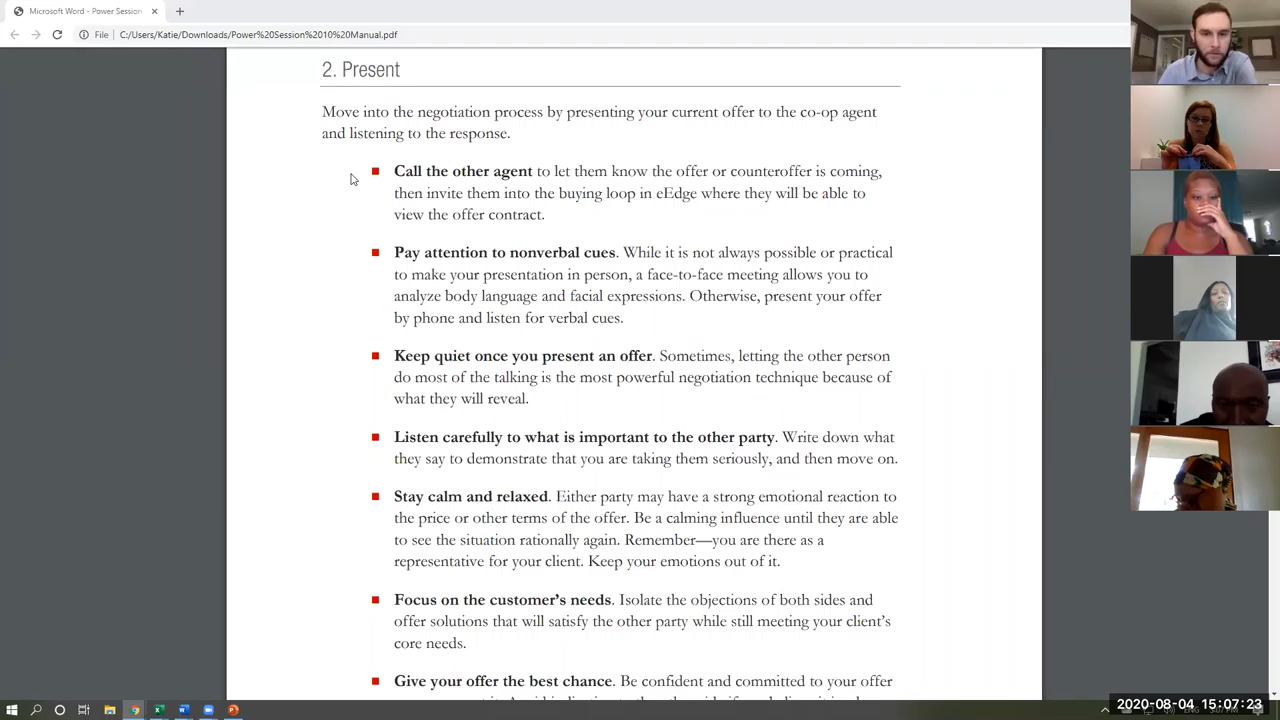 Microsoft Word - Power Session
File
C:/Users/Katie/Downloads/Power%20Session%2010%20Manual.pdf
2. Present
Move into the negotiation process by presenting your current offer to the co-op agent
and listening to the response.
Call the other agent to let them know the offer or counteroffer is coming,
then invite them into the buying loop in eEdge where they will be able to
view the offer contract.
Pay attention to nonverbal cues. While it is not always possible or practical
to make your presentation in person, a face-to-face meeting allows you to
analyze body language and facial expressions. Otherwise, present your offer
by phone and listen for verbal cues.
Keep quiet once you present an offer. Sometimes, letting the other person
do most of the talking is the most powerful negotiation technique because of
what they will reveal.
Listen carefully to what is important to the other party. Write down what
they say to demonstrate that you are taking them seriously, and then move on.
Stay calm and relaxed. Either party may have a strong emotional reaction to
the price or other terms of the offer. Be a calming influence until they are able
to see the situation rationally again. Remember—you are there as a
representative for your client. Keep your emotions out of it.
Focus on the customer's needs. Isolate the objections of both sides and
offer solutions that will satisfy the other party while still meeting your client's
core needs.
Give your offer the best chance. Be confident and committed to your offer
2020-08-04 15:07:23